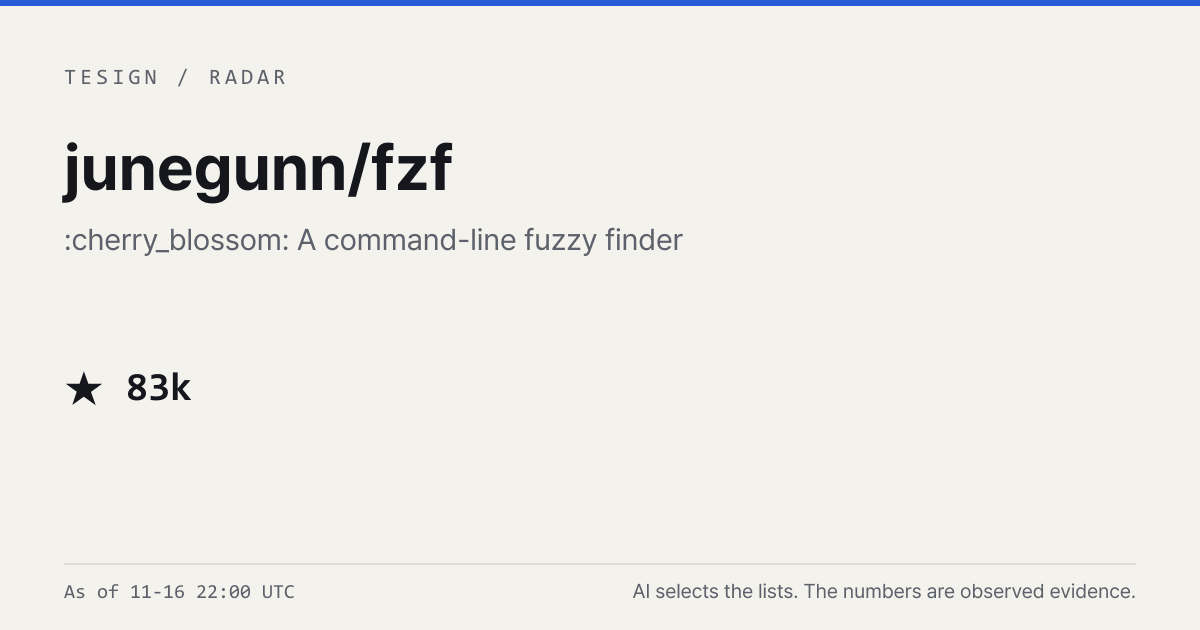 TESIGN / RADAR
junegunn/fzf
:cherry_blossom: A command-line fuzzy finder
★ 83k
As of 11-16 22:00 UTC
AI selects the lists. The numbers are observed evidence.